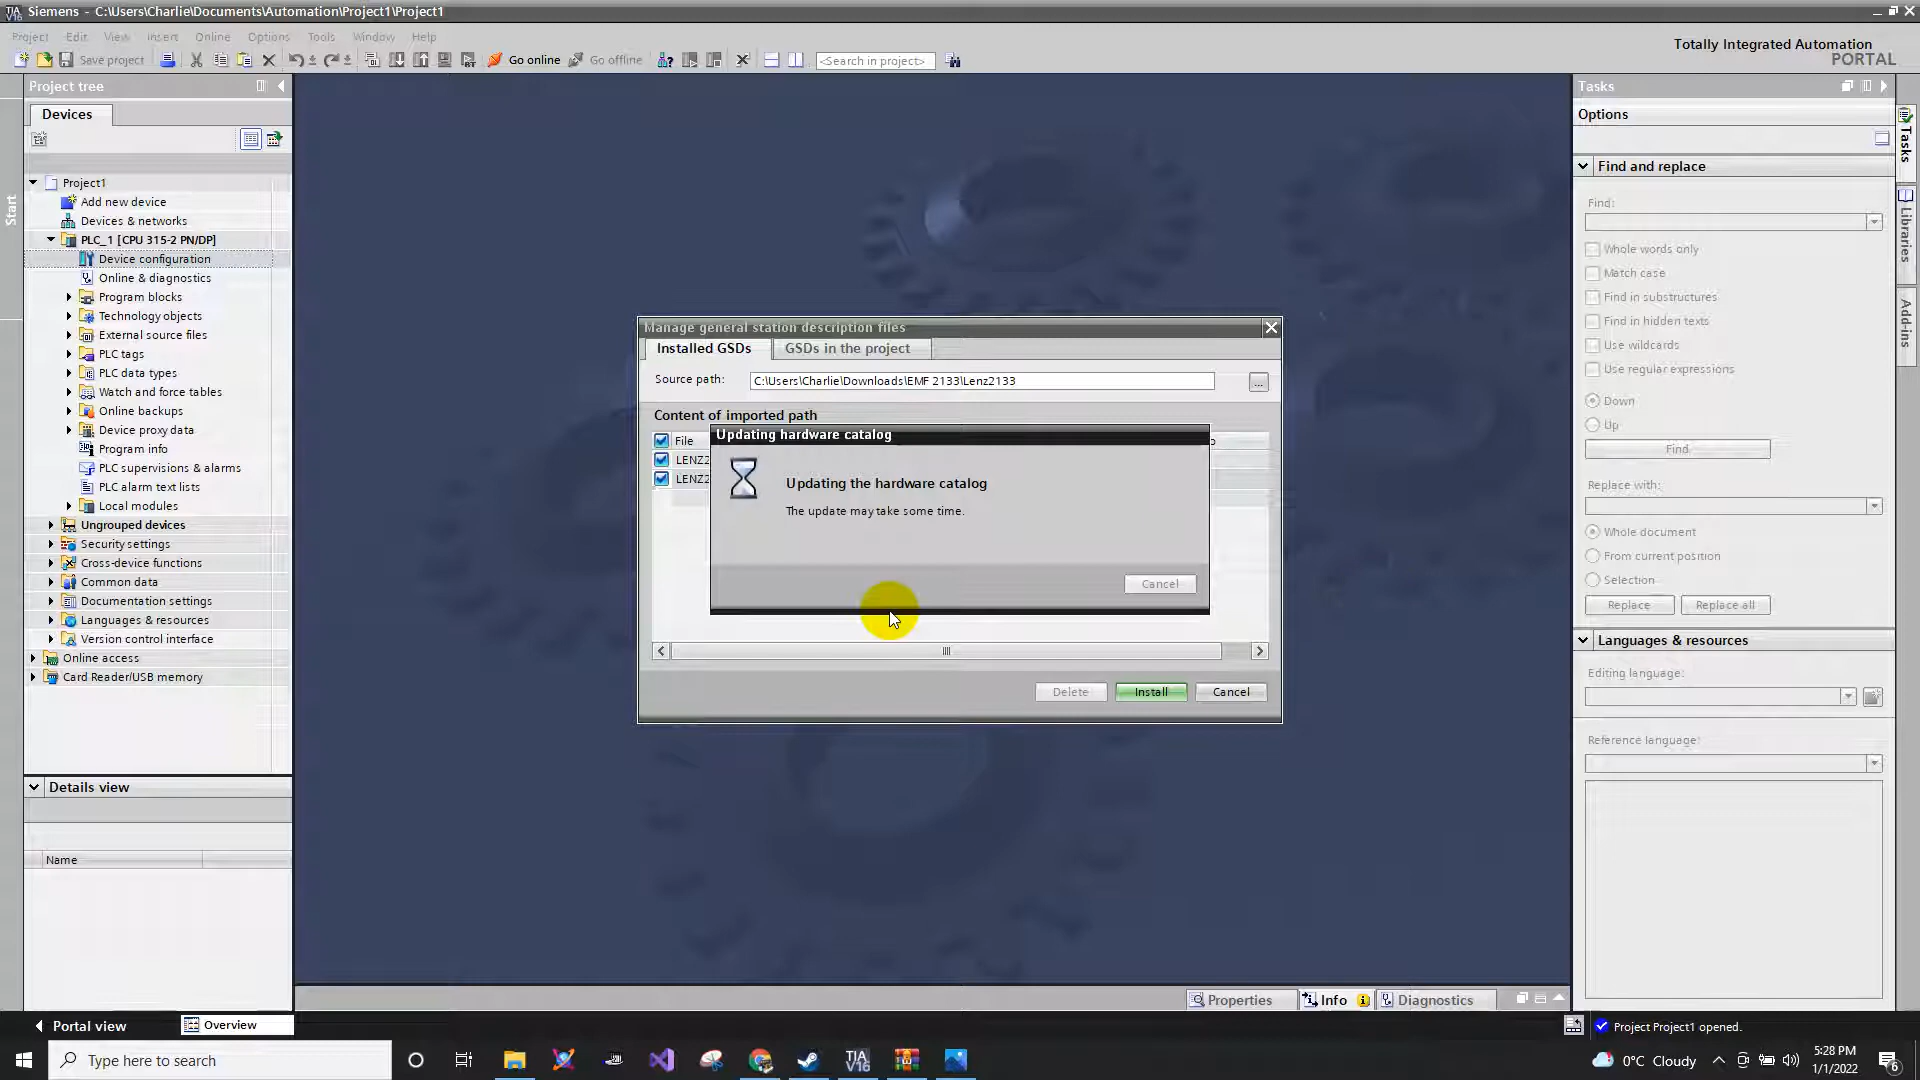 Siemens - C:\Users\Charlie\Documents\Automation\Project1\Project1
Project Edit View Insert Online Options Tools Window Help
Totally Integrated Automation
PORTAL
Save project
Go online
Go offline
<Search in project>
Project tree
Devices
Start
Project1
Add new device
Devices & networks
PLC_1 [CPU 315-2 PN/DP]
Device configuration
Online & diagnostics
Program blocks
Technology objects
External source files
PLC tags
PLC data types
Watch and force tables
Online backups
Device proxy data
Program info
PLC supervisions & alarms
PLC alarm text lists
Local modules
Ungrouped devices
Security settings
Cross-device functions
Common data
Documentation settings
Languages & resources
Version control interface
Online access
Card Reader/USB memory
Details view
Name
Manage general station description files
Installed GSDs
GSDs in the project
Source path:
C:\Users\Charlie\Downloads\EMF 2133\Lenz2133
...
Content of imported path
File
LENZ2
LENZ2
Updating hardware catalog
Updating the hardware catalog
The update may take some time.
Cancel
Delete
Install
Cancel
Tasks
Options
Find and replace
Find:
Whole words only
Match case
Find in substructures
Find in hidden texts
Use wildcards
Use regular expressions
Down
Up
Find
Replace with:
Whole document
From current position
Selection
Replace
Replace all
Languages & resources
Editing language:
Reference language:
Tasks
Libraries
Add-ins
Properties
Info
Diagnostics
Portal view
Overview
Project Project1 opened.
Type here to search
TIA
V16
0°C Cloudy
5:28 PM
1/1/2022
6